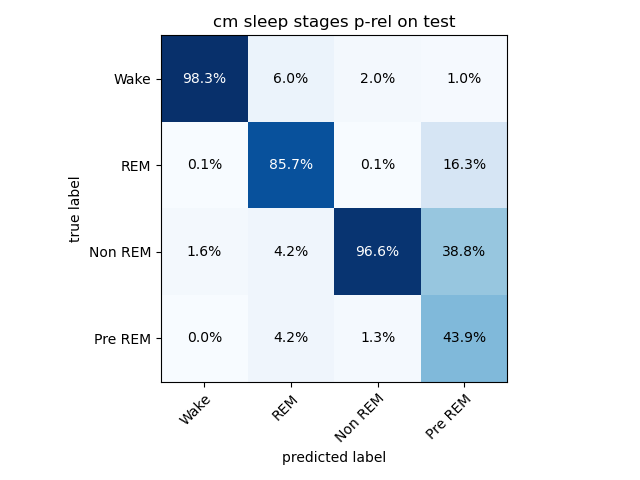 cm sleep stages p-rel on test
Wake 98.3% 6.0% 2.0% 1.0%
REM 0.1% 85.7% 0.1% 16.3%
true label
Non REM 1.6% 4.2% 96.6% 38.8%
Pre REM 0.0% 4.2% 1.3% 43.9%
Wake REM Non REM Pre REM
predicted label